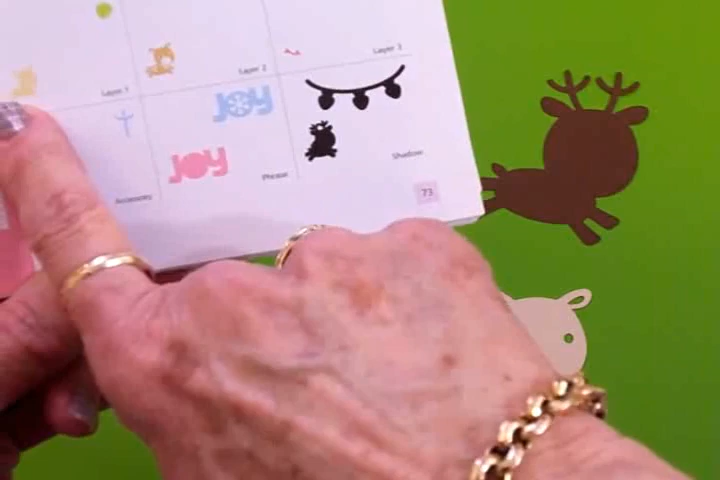 Layer 1
Layer 2
Layer 3
JOY
JOY
Accessory
Phrase
Shadow
73